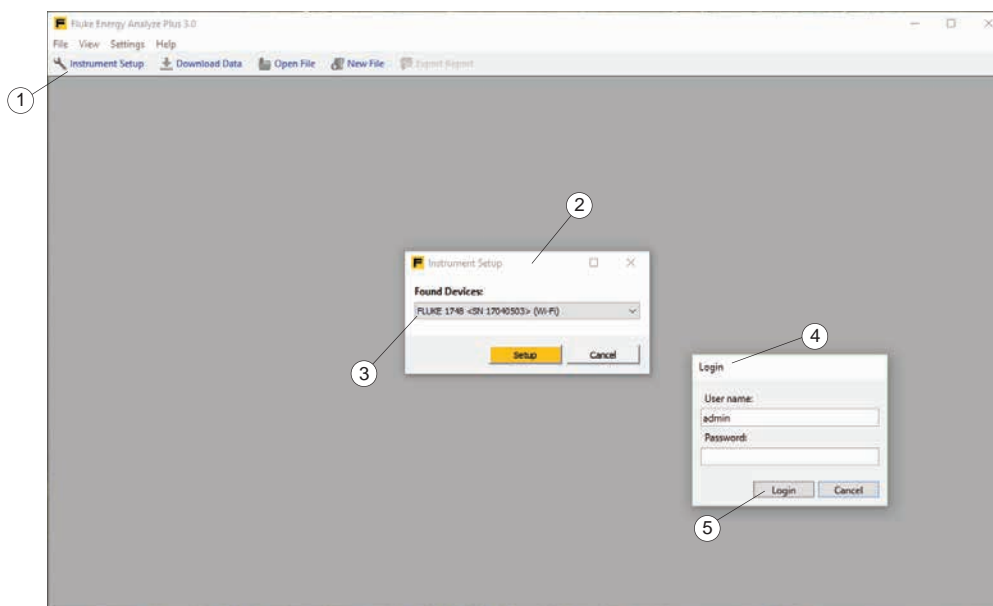 Fluke Energy Analyze Plus 3.0
File View Settings Help
Instrument Setup Download Data Open File New File Export Report
1
2
Instrument Setup
Found Devices:
FLUKE 1748 <SN 17040503> (Wi-Fi)
Setup Cancel
3
4
Login
User name:
admin
Password:
Login Cancel
5